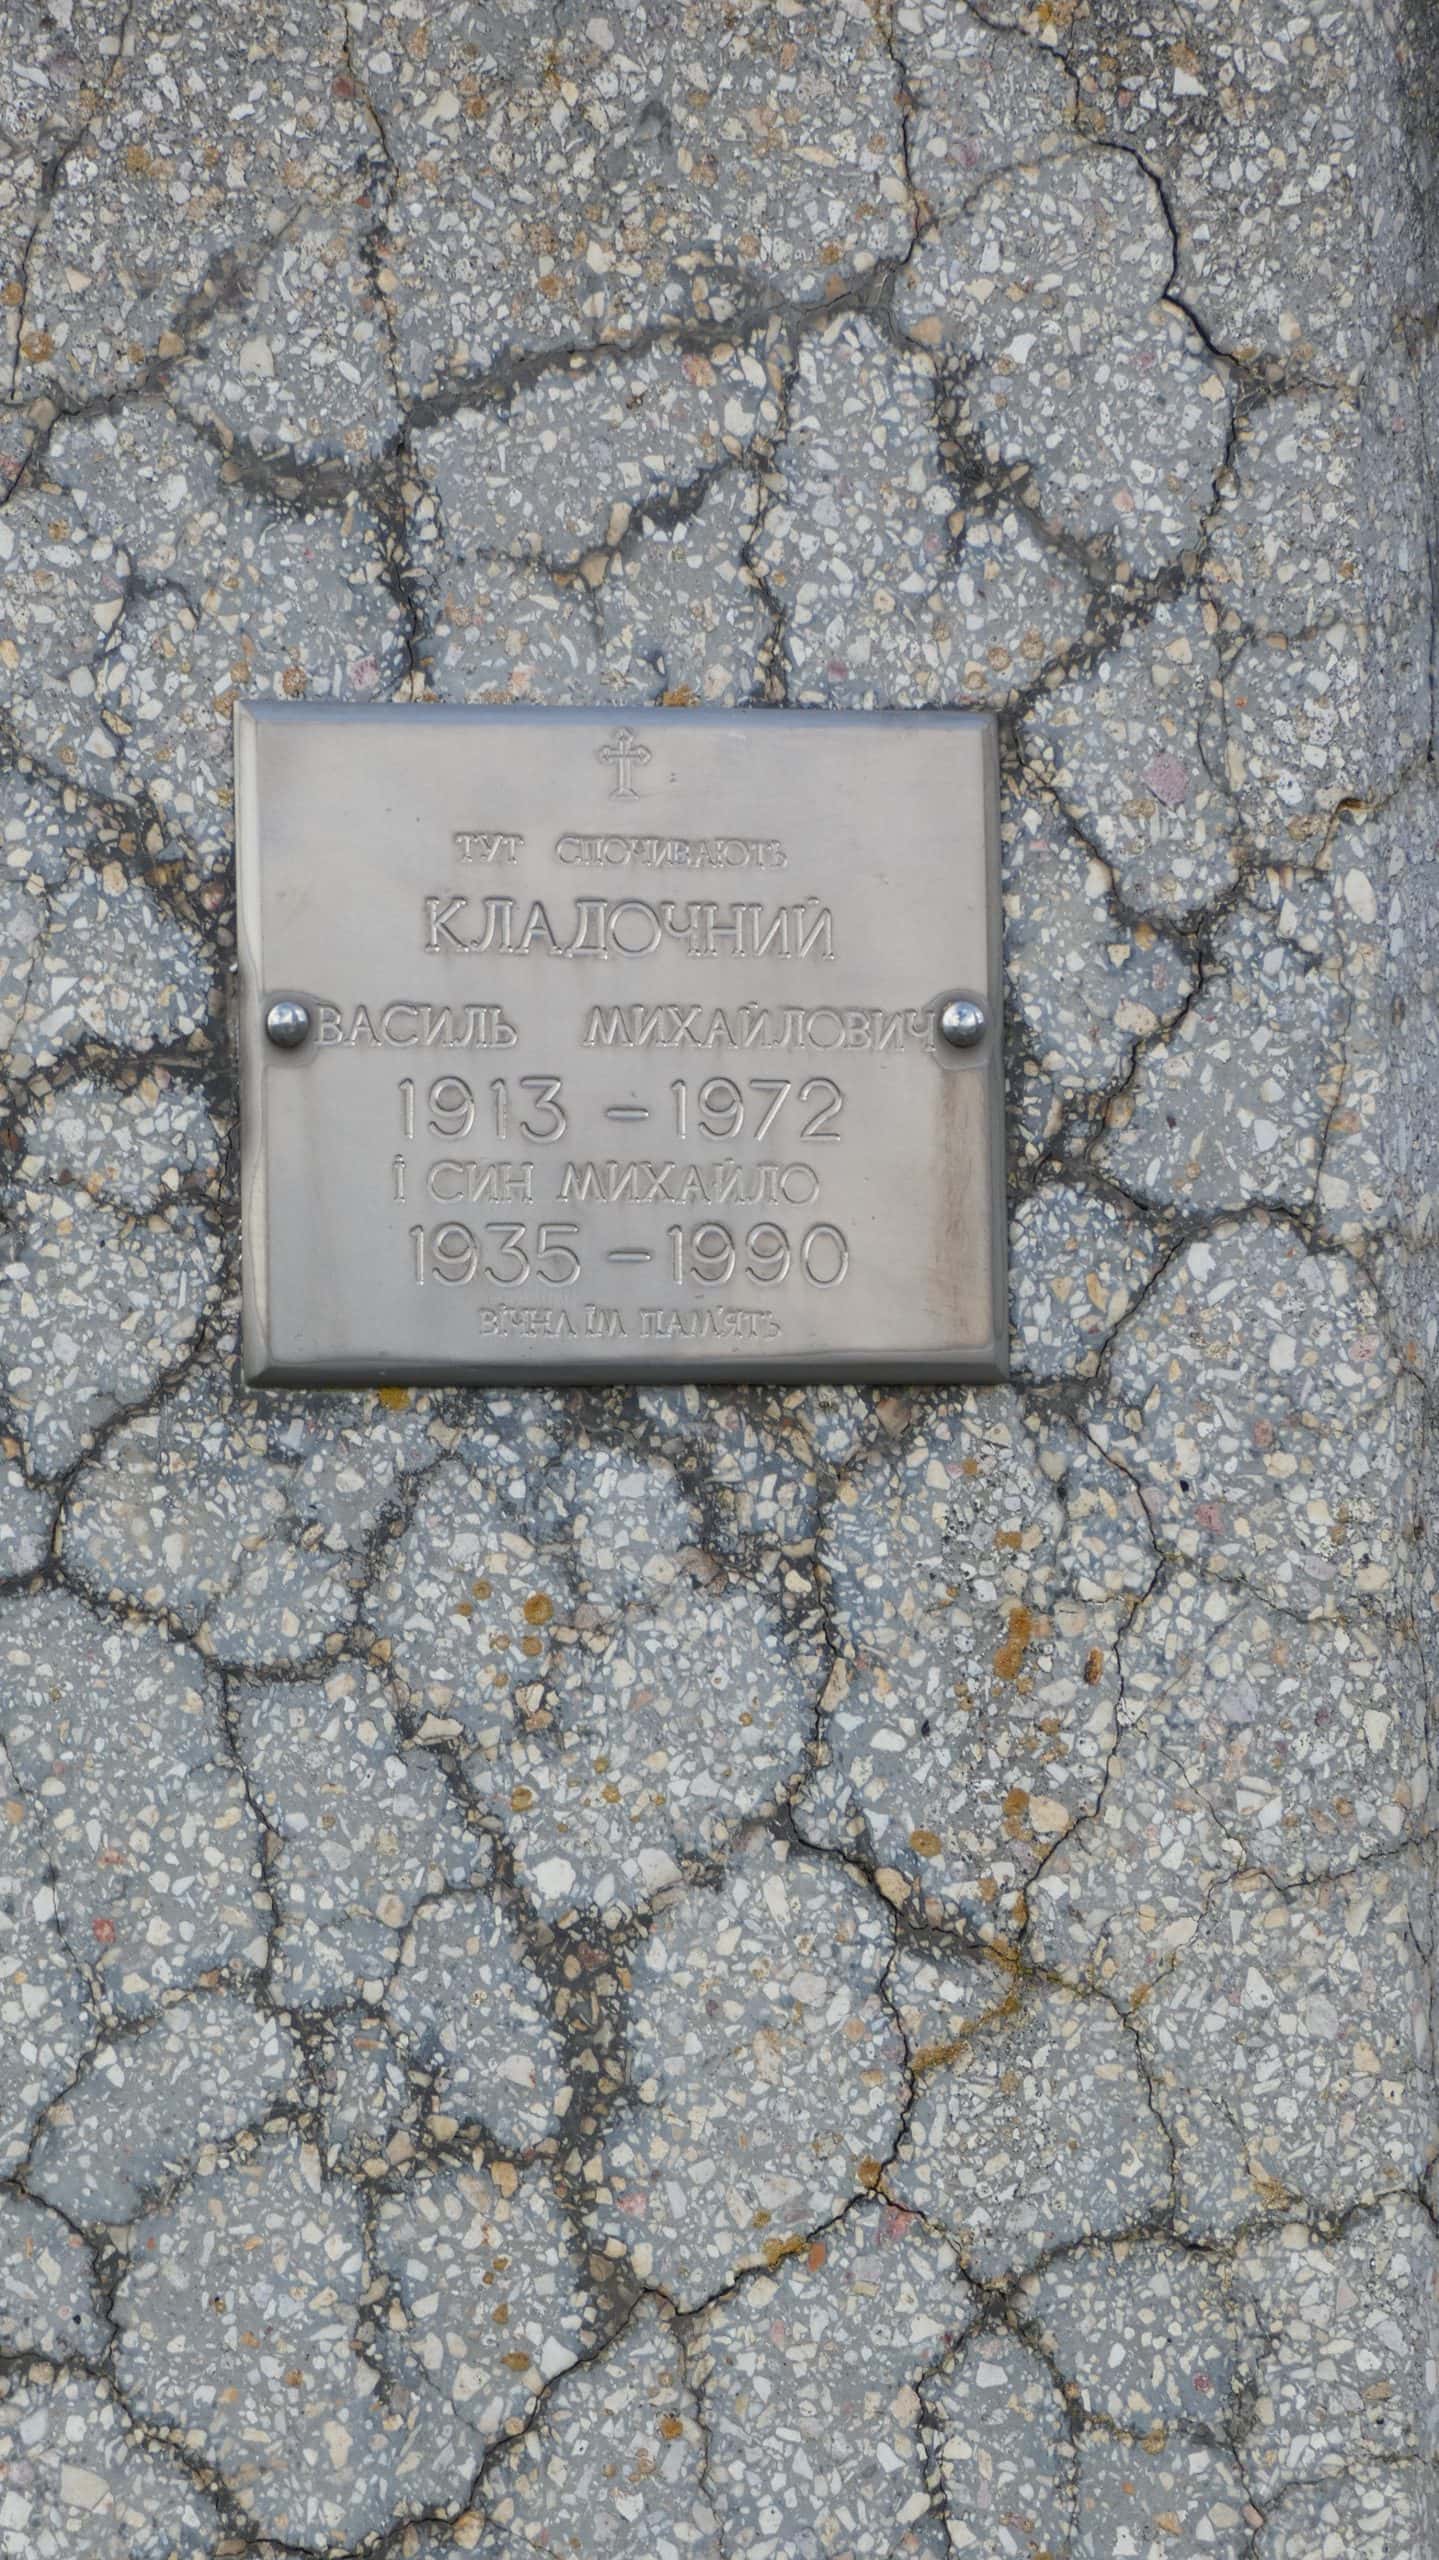 ТУТ СПОЧИВАЮТЬ
КЛАДОЧНИЙ
ВАСИЛЬ МИХАЙЛОВИЧ
1913 – 1972
І СИН МИХАЙЛО
1935 – 1990
ВІЧНА ЇМ ПАМ'ЯТЬ